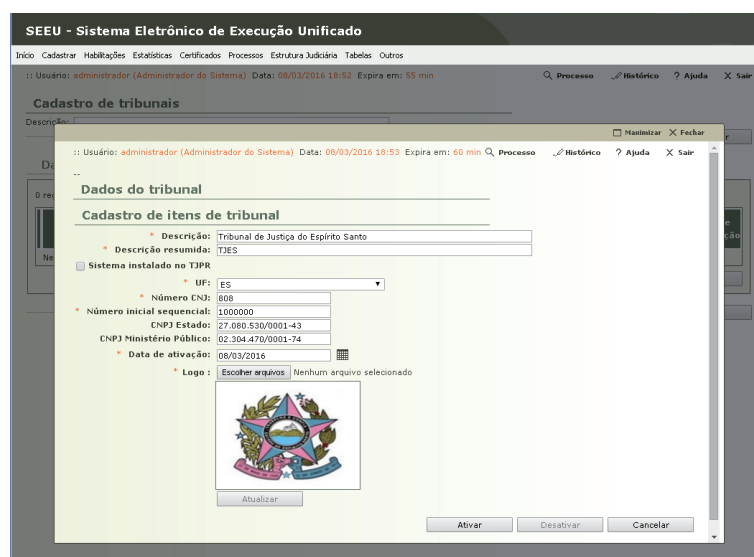 SEEU - Sistema Eletrônico de Execução Unificado
Início Cadastrar Habilitações Estatísticas Certificados Processos Estrutura Judiciária Tabelas Outros
:: Usuário: administrador (Administrador do Sistema) Data: 08/03/2016 18:52 Expira em: 55 min Processo Histórico ? Ajuda X Sair
Cadastro de tribunais
Descrição:
Maximizar X Fechar
:: Usuário: administrador (Administrador do Sistema) Data: 08/03/2016 18:53 Expira em: 60 min Processo Histórico ? Ajuda X Sair
--
Dados do tribunal
Cadastro de itens de tribunal
* Descrição: Tribunal de Justiça do Espírito Santo
* Descrição resumida: TJES
Sistema instalado no TJPR
* UF: ES
* Número CNJ: 808
* Número inicial sequencial: 1000000
CNPJ Estado: 27.080.530/0001-43
CNPJ Ministério Público: 02.304.470/0001-74
* Data de ativação: 08/03/2016
* Logo : Escolher arquivos Nenhum arquivo selecionado
Atualizar
Ativar Desativar Cancelar
Da
0 reg
Ne